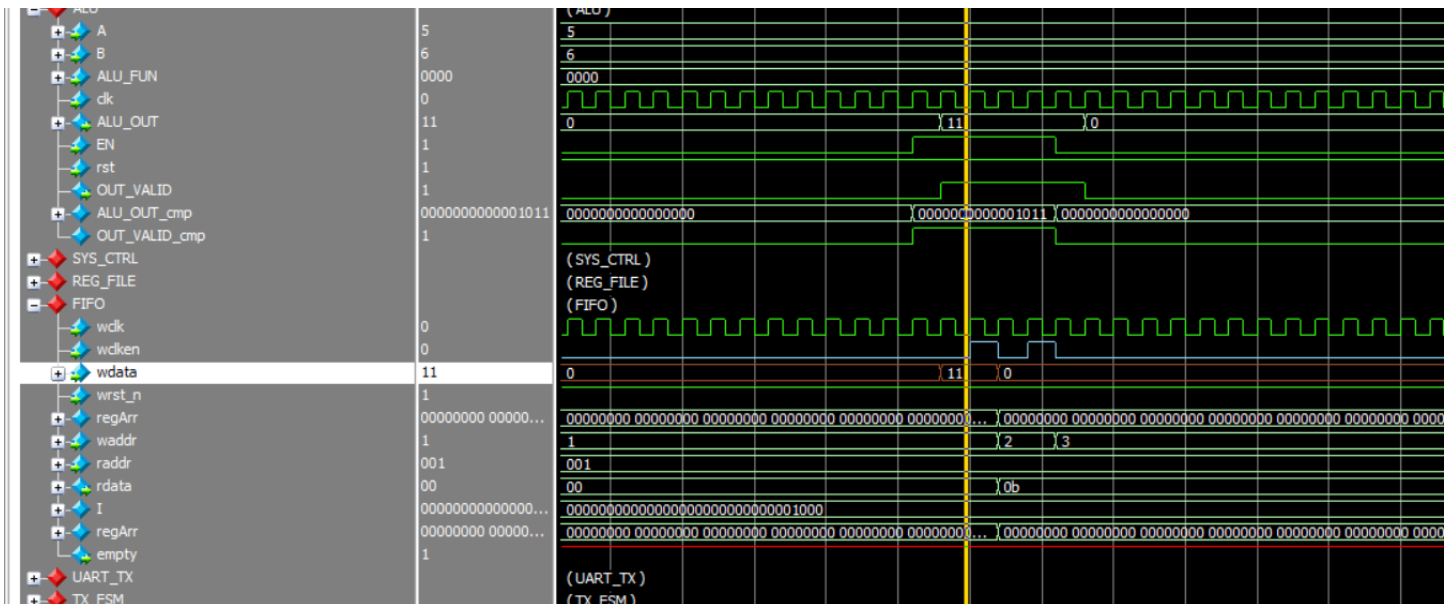 ALU (ALU)
A 5 5
B 6 6
ALU_FUN 0000 0000
clk 0
ALU_OUT 11 0 11 0
EN 1
rst 1
OUT_VALID 1
ALU_OUT_cmp 0000000000001011 0000000000000000 0000000000001011 0000000000000000
OUT_VALID_cmp 1
SYS_CTRL (SYS_CTRL)
REG_FILE (REG_FILE)
FIFO (FIFO)
wclk 0
wclken 0
wdata 11 0 11 0
wrst_n 1
regArr 00000000 00000... 00000000 00000000 00000000 00000000 00000000 00000000 0000000... 00000000 00000000 00000000 00000000 00000000 00000000 0000
waddr 1 1 2 3
raddr 001 001
rdata 00 00 0b
I 00000000000000... 00000000000000000000000000001000
regArr 00000000 00000... 00000000 00000000 00000000 00000000 00000000 00000000 0000000... 00000000 00000000 00000000 00000000 00000000 00000000 0000
empty 1
UART_TX (UART_TX)
TX_FSM (TX_FSM)